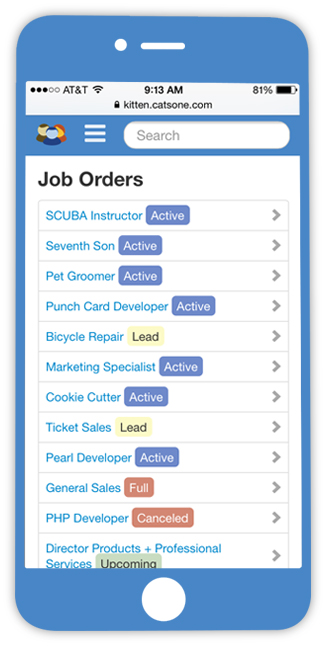 AT&T 9:13 AM 81%
kitten.catsone.com
Search
Job Orders
SCUBA Instructor Active
Seventh Son Active
Pet Groomer Active
Punch Card Developer Active
Bicycle Repair Lead
Marketing Specialist Active
Cookie Cutter Active
Ticket Sales Lead
Pearl Developer Active
General Sales Full
PHP Developer Canceled
Director Products + Professional
Services Upcoming